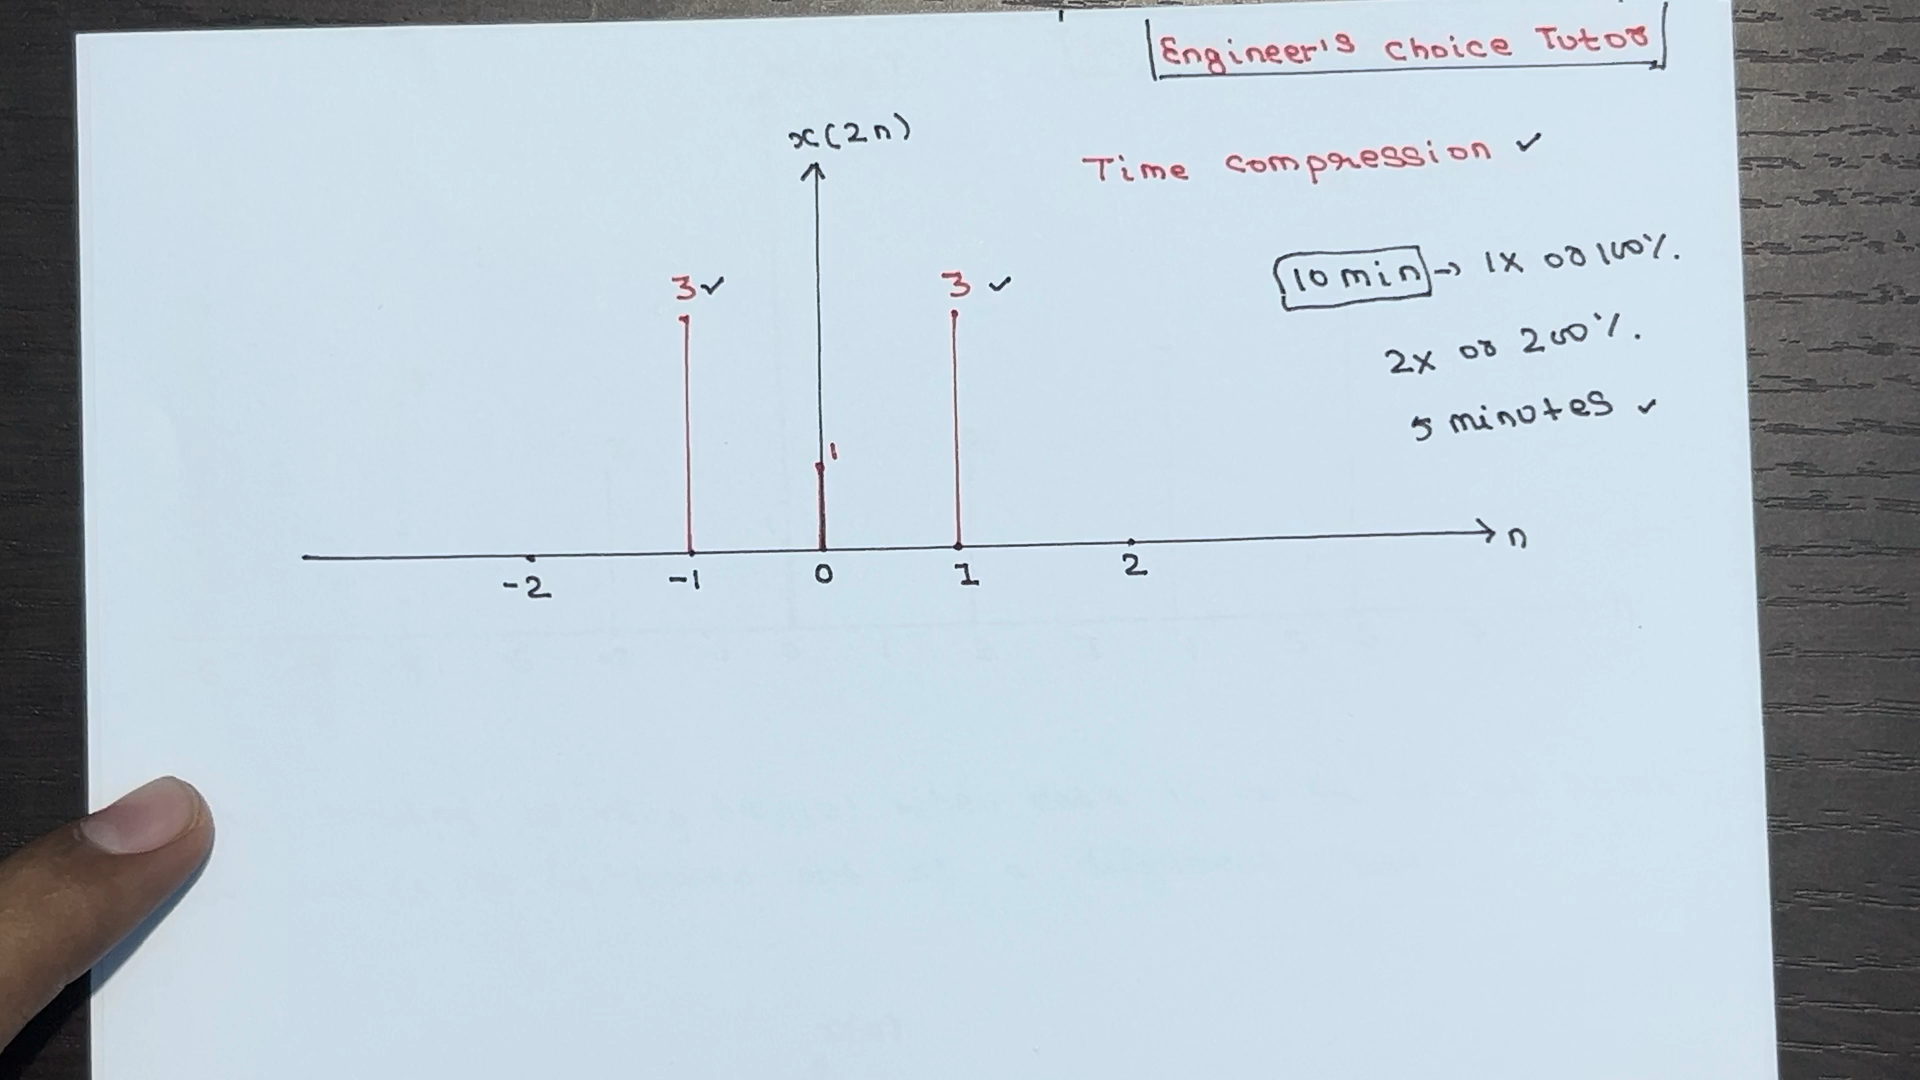 Engineer's Choice Tutor
x(2n)
Time compression ✓
10 min → 1X or 100%.
2x or 200%.
5 minutes ✓
3✓ 3 ✓
1
n
-2 -1 0 1 2